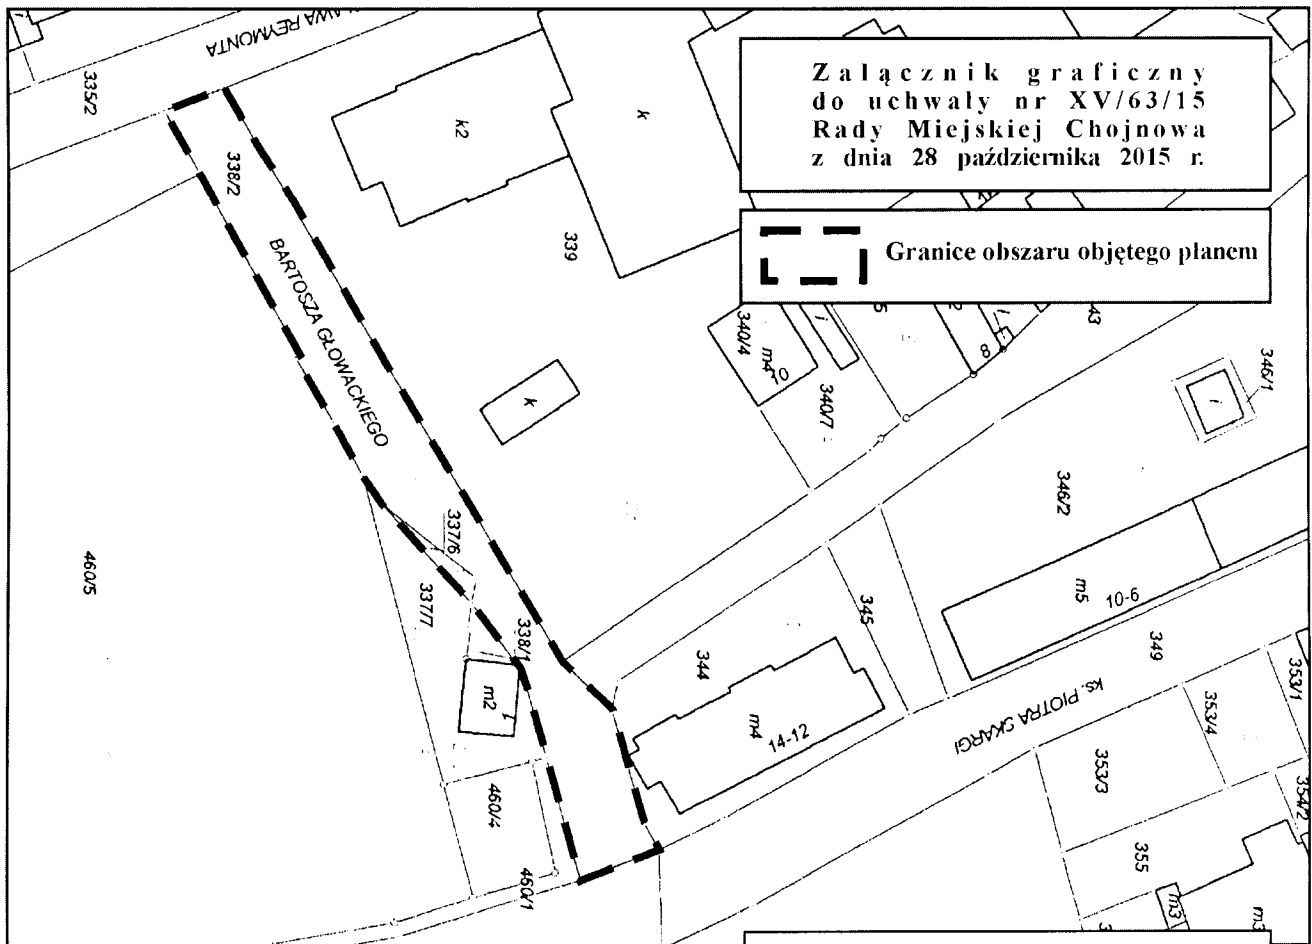 ŁAWA REYMONTA
335/2
338/2
k2
k
Załącznik graficzny
do uchwały nr XV/63/15
Rady Miejskiej Chojnowa
z dnia 28 października 2015 r.
Granice obszaru objętego planem
339
BARTOSZA GŁOWACKIEGO
k
340/4
m4
10
i
340/7
8
43
346/1
i
346/2
m5
10-6
345
349
344
m4
14-12
ks. PIOTRA SKARGI
353/1
353/4
353/3
354/2
355
m3
m3
337/6
337/7
338/1
m2
1
460/5
460/4
460/1